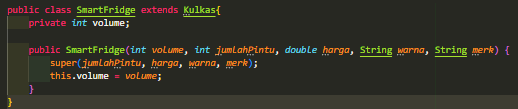 public class SmartFridge extends Kulkas{
private int volume;
public SmartFridge(int volume, int jumlahPintu, double harga, String warna, String merk) {
super(jumlahPintu, harga, warna, merk);
this.volume = volume;
}
}